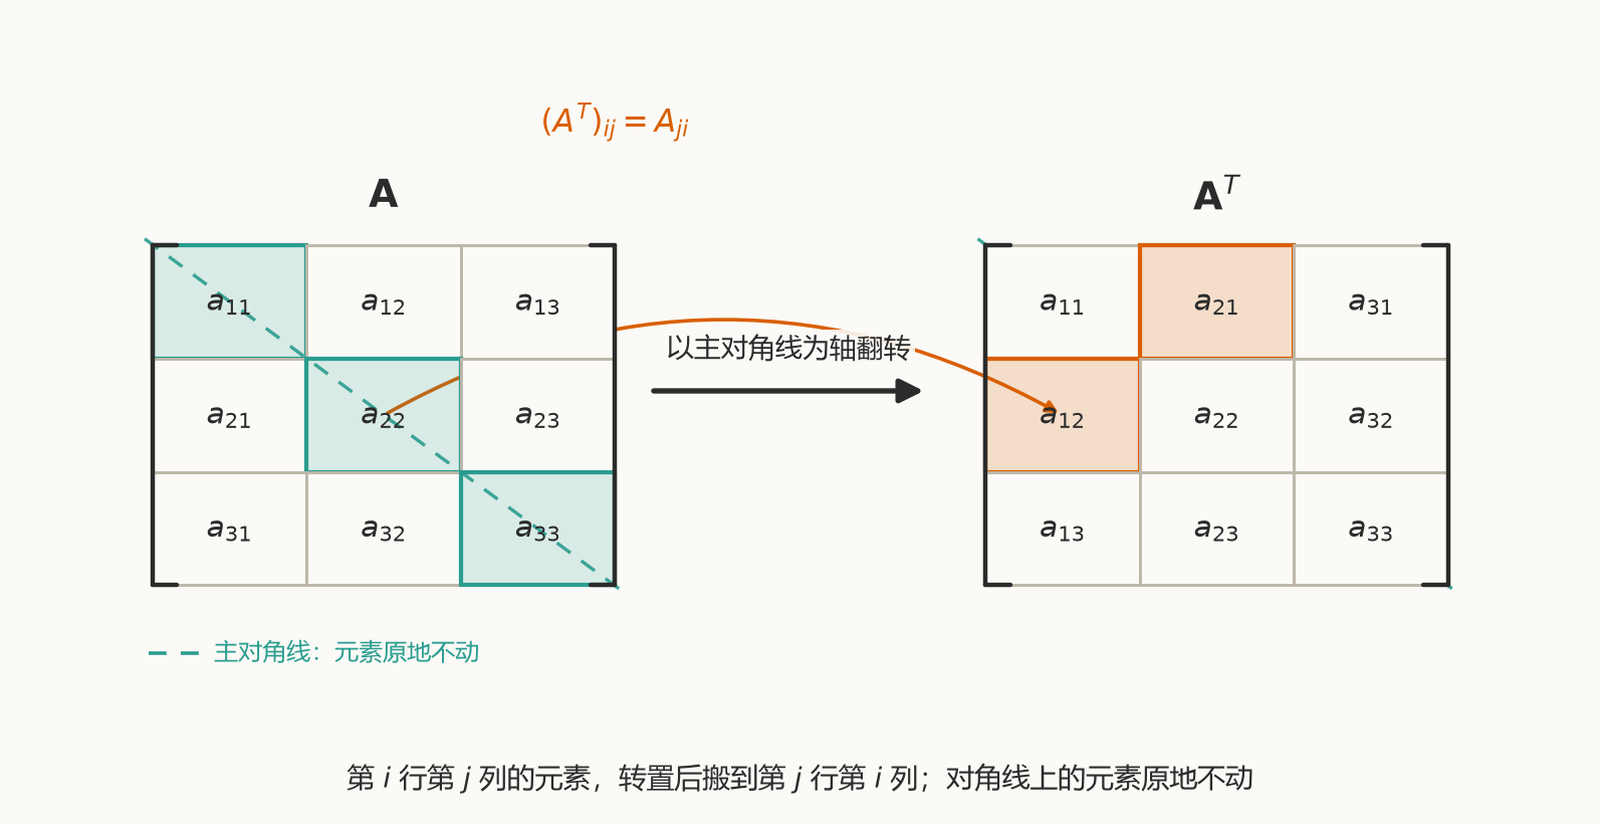 (A^T)_ij = A_ji
A
A^T
a11 a12 a13
a21 a22 a23
a31 a32 a33
以主对角线为轴翻转
a11 a21 a31
a12 a22 a32
a13 a23 a33
主对角线：元素原地不动
第 i 行第 j 列的元素，转置后搬到第 j 行第 i 列；对角线上的元素原地不动